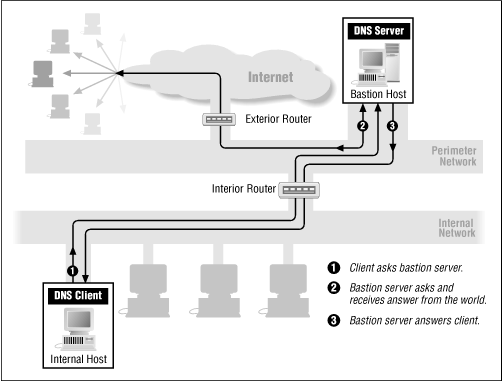 DNS Server
Internet
Bastion Host
Exterior Router
2
3
Perimeter
Network
Interior Router
Internal
Network
1
1 Client asks bastion server.
2 Bastion server asks and
receives answer from the world.
3 Bastion server answers client.
DNS Client
Internal Host